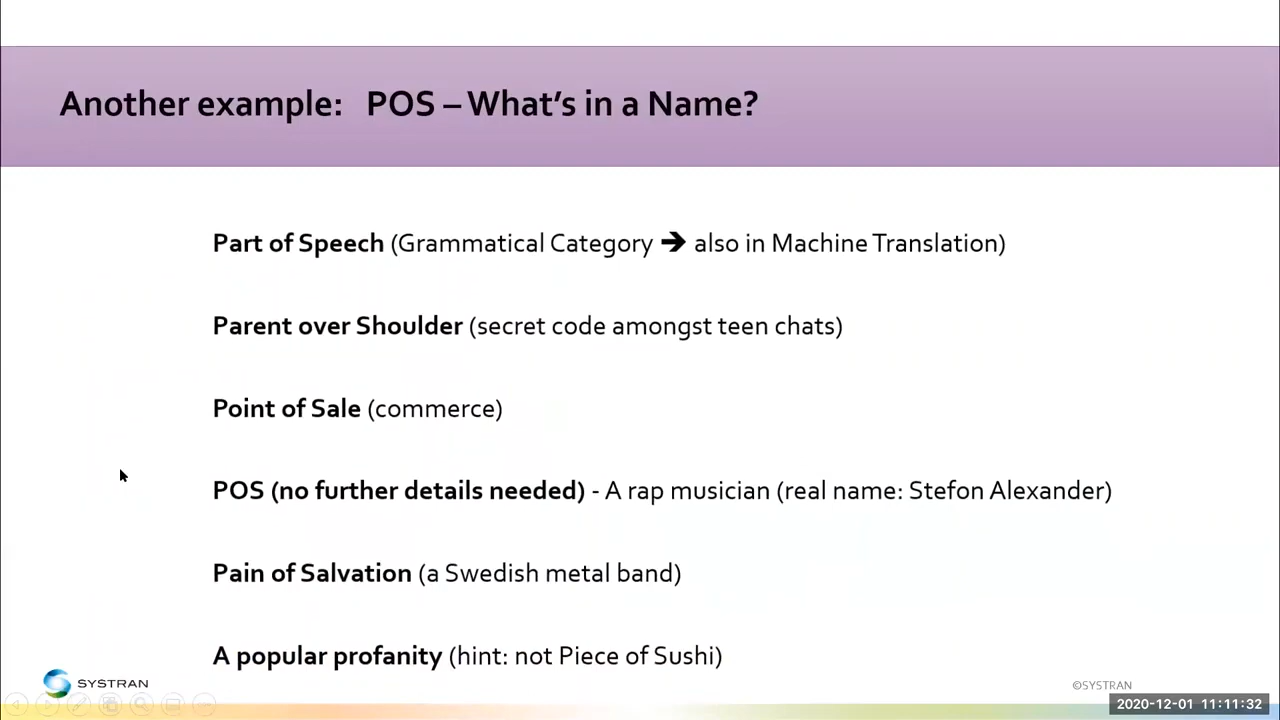 Another example: POS – What's in a Name?
Part of Speech (Grammatical Category ➔ also in Machine Translation)
Parent over Shoulder (secret code amongst teen chats)
Point of Sale (commerce)
POS (no further details needed) - A rap musician (real name: Stefon Alexander)
Pain of Salvation (a Swedish metal band)
A popular profanity (hint: not Piece of Sushi)
SYSTRAN
©SYSTRAN
2020-12-01 11:11:32